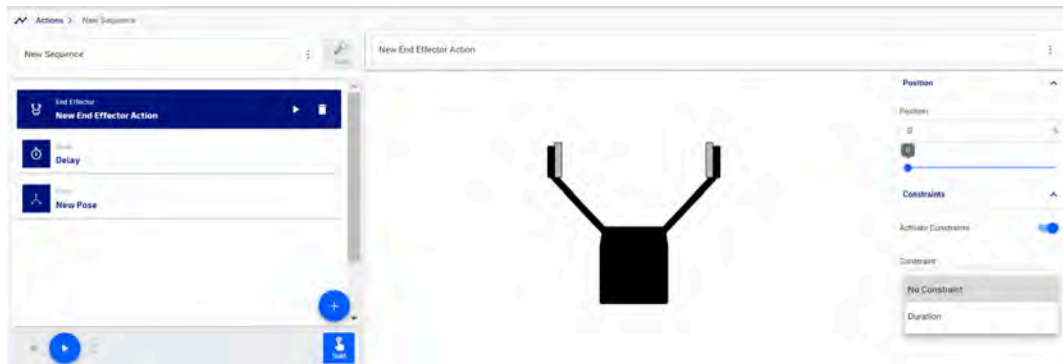 Actions > New Sequence
New Sequence
New End Effector Action
End Effector
New End Effector Action
Delay
New Pose
Position
Position
0
%
0
Constraints
Activate Constraints
Constraint
No Constraint
Duration